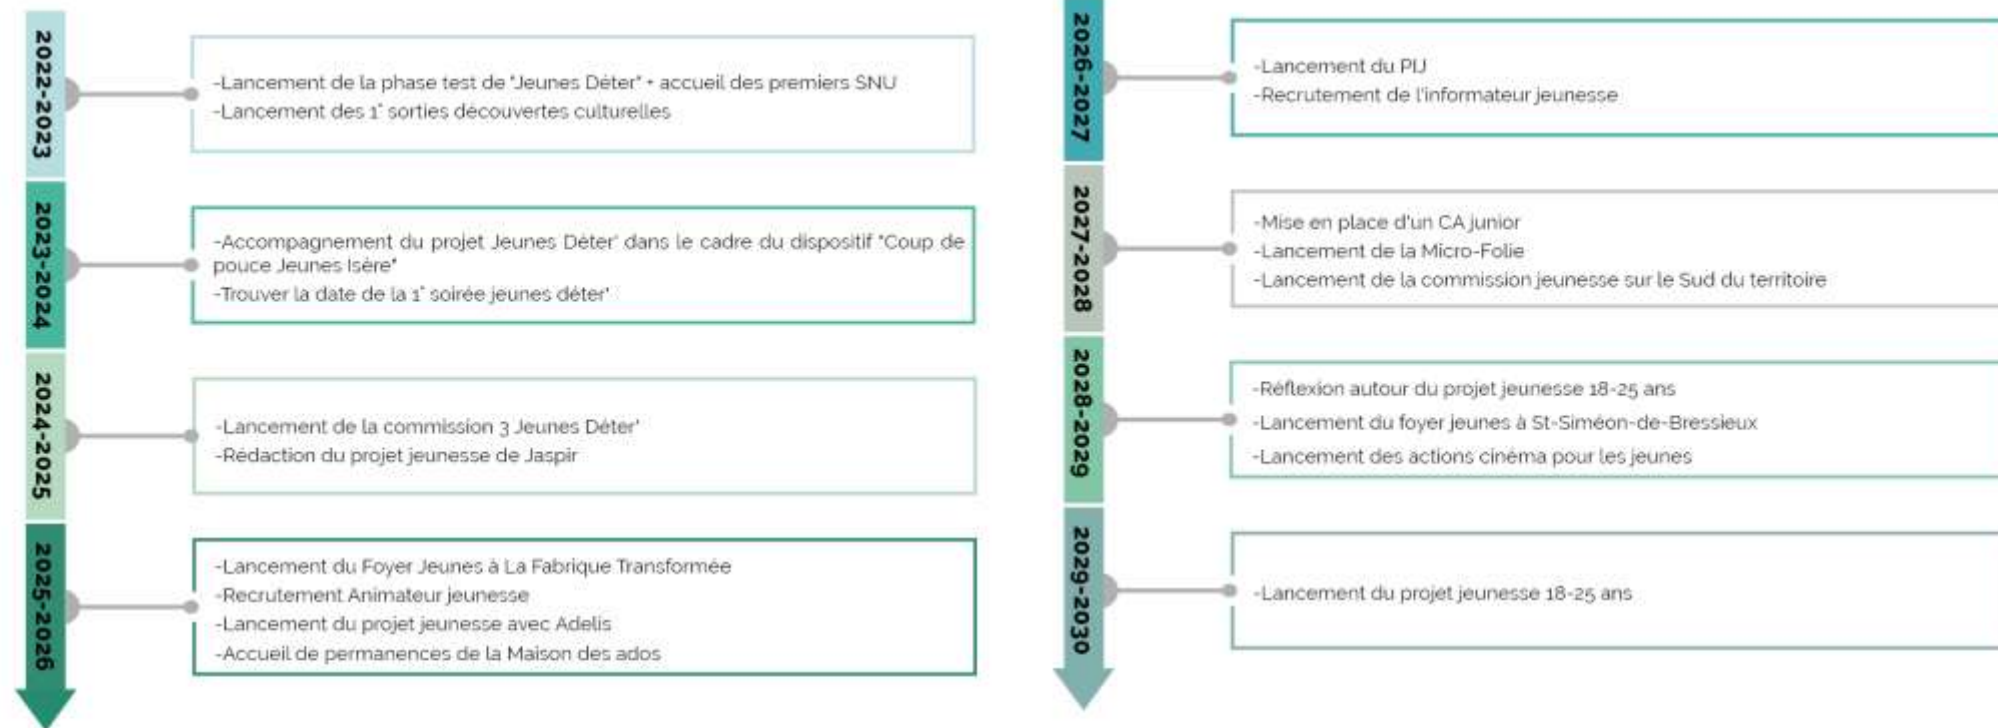 2022-2023
-Lancement de la phase test de "Jeunes Déter" + accueil des premiers SNU
-Lancement des 1° sorties découvertes culturelles
2023-2024
-Accompagnement du projet Jeunes Déter' dans le cadre du dispositif "Coup de
pouce Jeunes Isère"
-Trouver la date de la 1° soirée jeunes déter'
2024-2025
-Lancement de la commission 3 Jeunes Déter'
-Rédaction du projet jeunesse de Jaspir
2025-2026
-Lancement du Foyer Jeunes à La Fabrique Transformée
-Recrutement Animateur jeunesse
-Lancement du projet jeunesse avec Adelis
-Accueil de permanences de la Maison des ados
2026-2027
-Lancement du PIJ
-Recrutement de l'informateur jeunesse
2027-2028
-Mise en place d'un CA junior
-Lancement de la Micro-Folie
-Lancement de la commission jeunesse sur le Sud du territoire
2028-2029
-Réflexion autour du projet jeunesse 18-25 ans
-Lancement du foyer jeunes à St-Siméon-de-Bressieux
-Lancement des actions cinéma pour les jeunes
2029-2030
-Lancement du projet jeunesse 18-25 ans